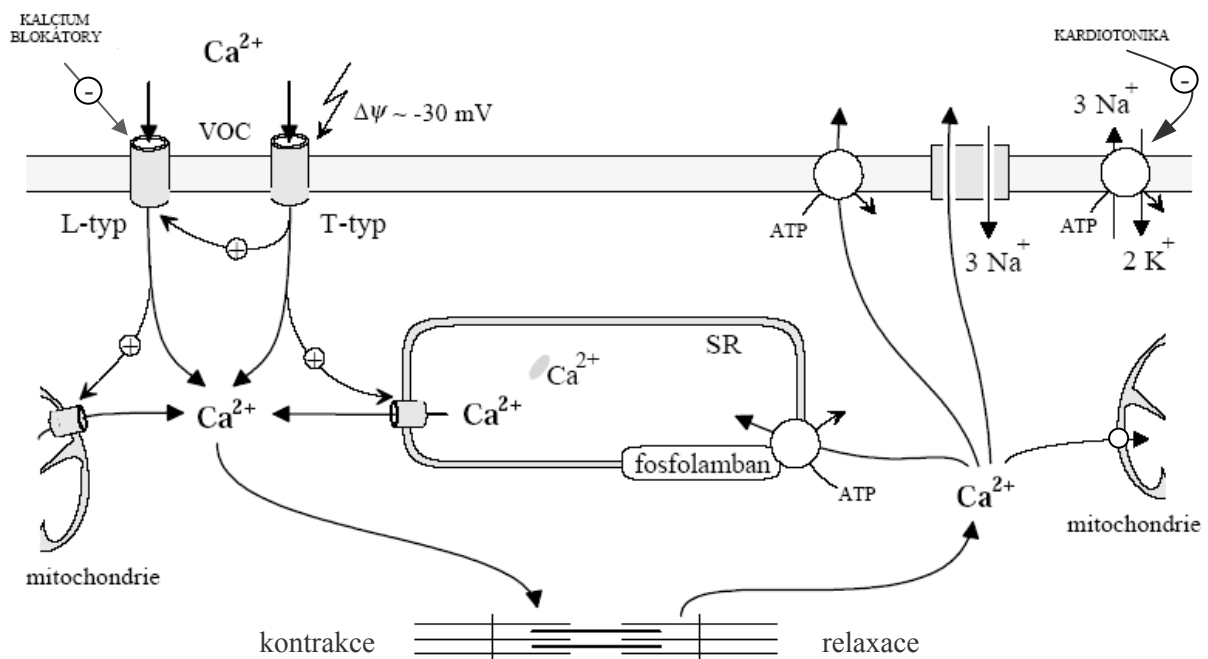 KALCIUM
BLOKÁTORY
Ca²⁺
-
VOC
Δψ ~ -30 mV
KARDIOTONIKA
-
3 Na⁺
L-typ
T-typ
+
ATP
3 Na⁺
ATP
2 K⁺
+
+
SR
Ca²⁺
Ca²⁺
Ca²⁺
fosfolamban
ATP
Ca²⁺
mitochondrie
mitochondrie
kontrakce
relaxace